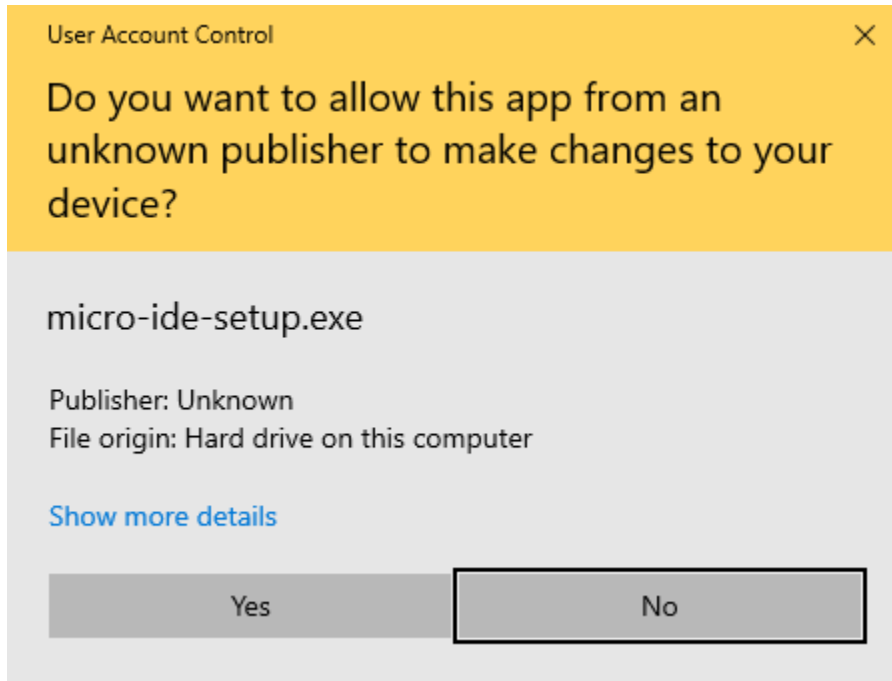 User Account Control
Do you want to allow this app from an
unknown publisher to make changes to your
device?
micro-ide-setup.exe
Publisher: Unknown
File origin: Hard drive on this computer
Show more details
Yes
No